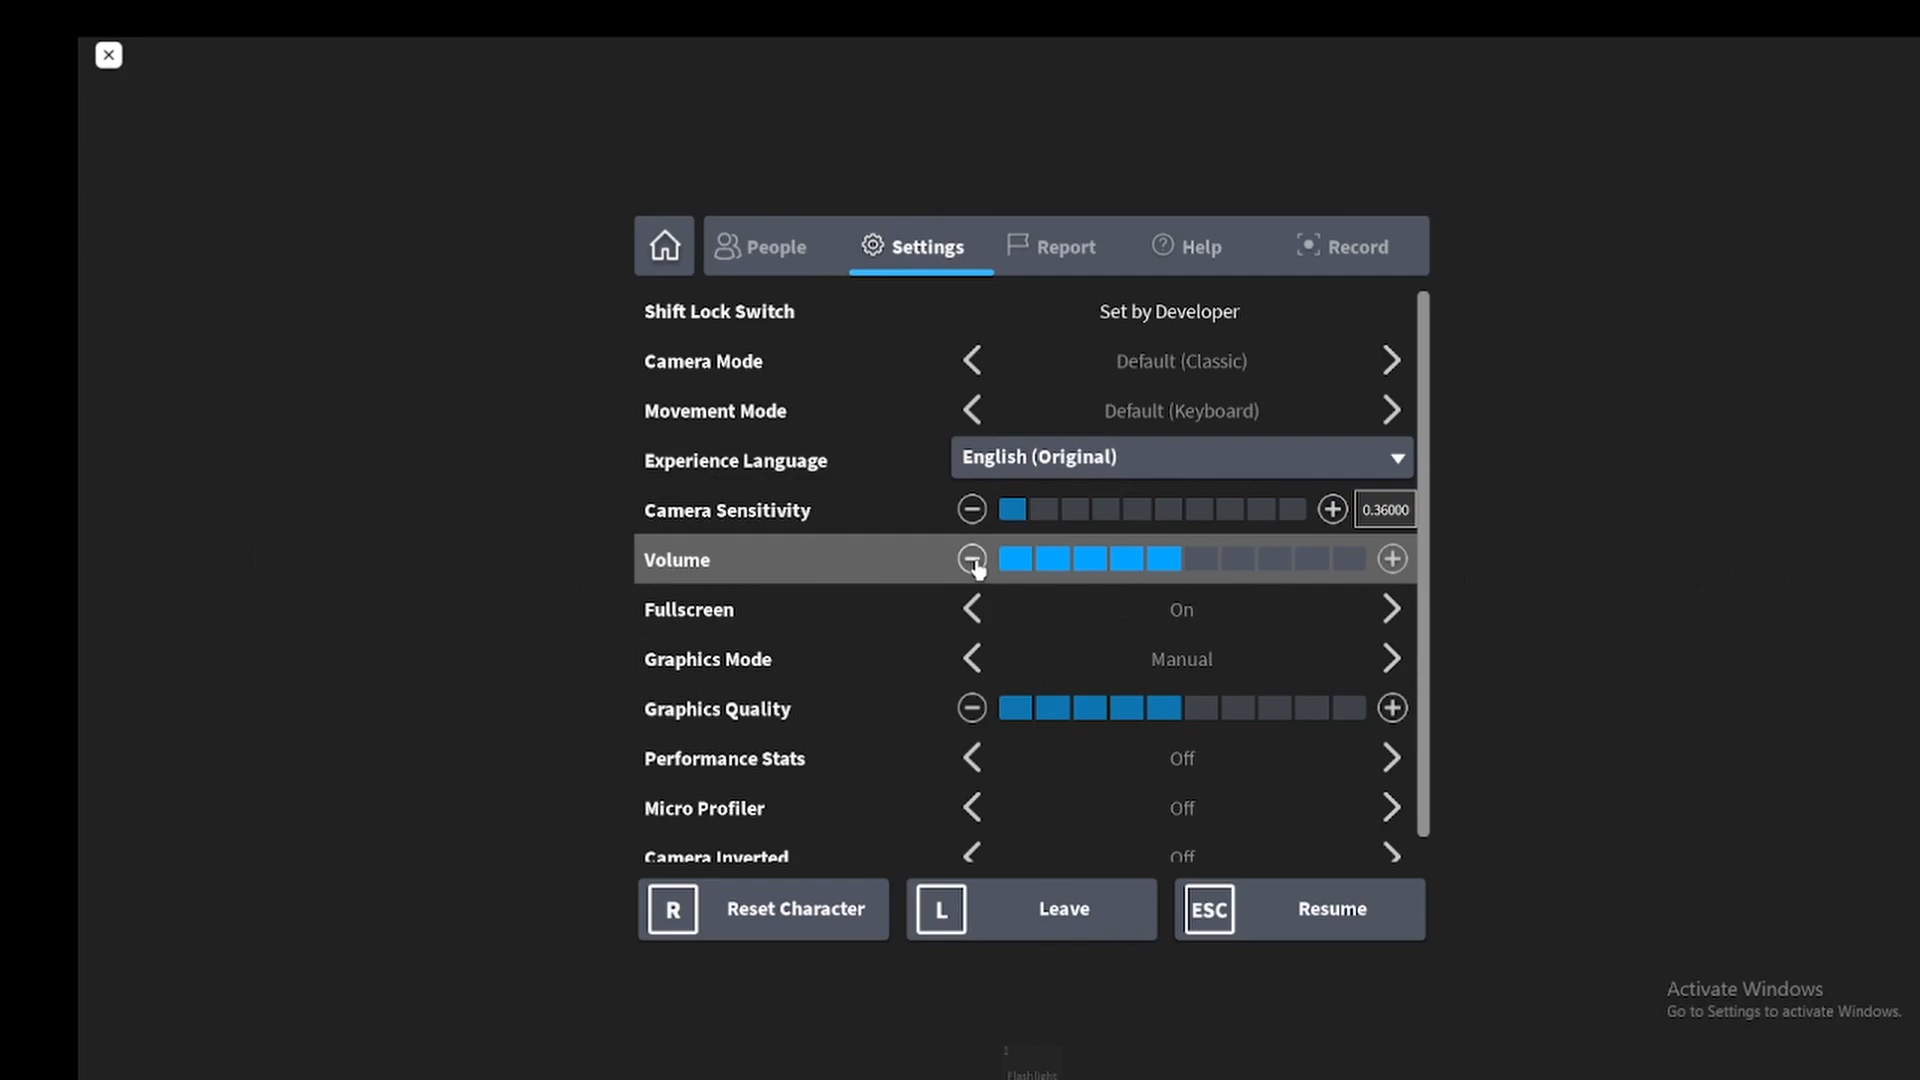 People
Settings
Report
Help
Record
Shift Lock Switch
Set by Developer
Camera Mode
Default (Classic)
Movement Mode
Default (Keyboard)
Experience Language
English (Original)
Camera Sensitivity
0.36000
Volume
Fullscreen
On
Graphics Mode
Manual
Graphics Quality
Performance Stats
Off
Micro Profiler
Off
Camera Inverted
Off
R
Reset Character
L
Leave
ESC
Resume
Activate Windows
Go to Settings to activate Windows.
1
Flashlight